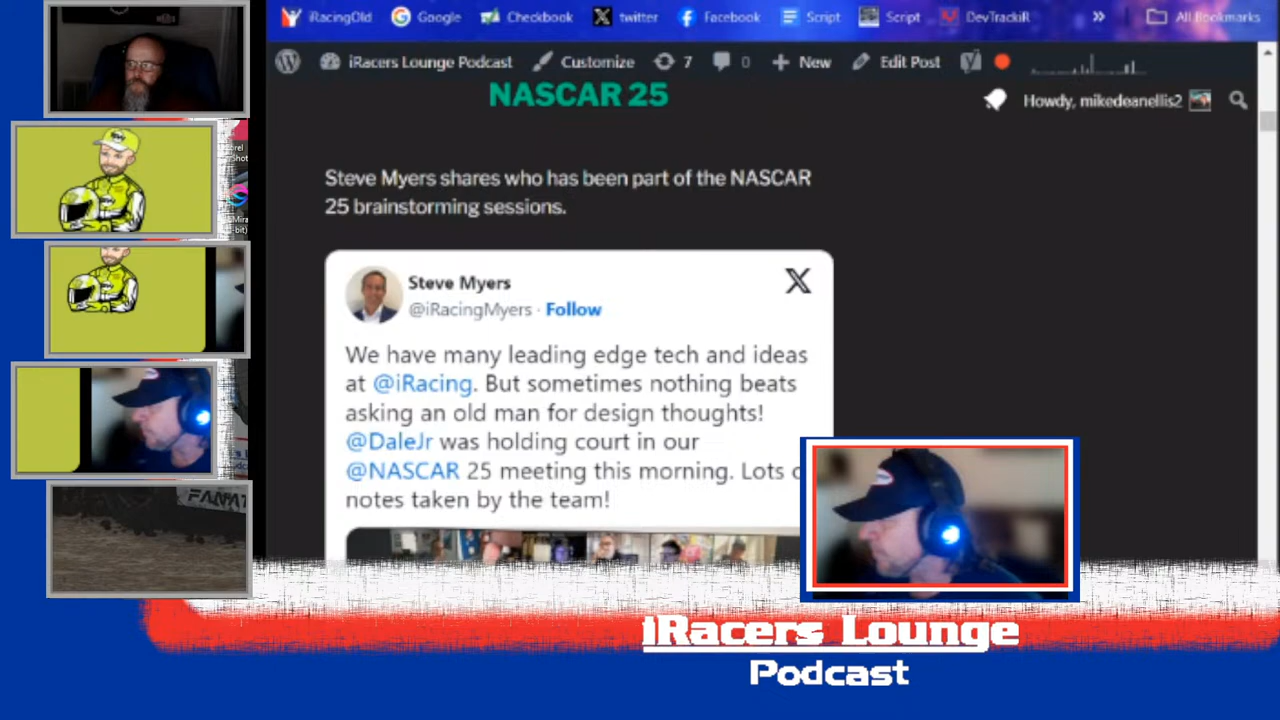 iRacingOld Google Checkbook twitter Facebook Script Script DevTrackiR » All Bookmarks
iRacers Lounge Podcast Customize 7 0 New Edit Post
NASCAR 25
Howdy, mikedeanellis2
Steve Myers shares who has been part of the NASCAR
25 brainstorming sessions.
Steve Myers
@iRacingMyers · Follow
We have many leading edge tech and ideas
at @iRacing. But sometimes nothing beats
asking an old man for design thoughts!
@DaleJr was holding court in our
@NASCAR 25 meeting this morning. Lots
notes taken by the team!
iRacers Lounge
Podcast